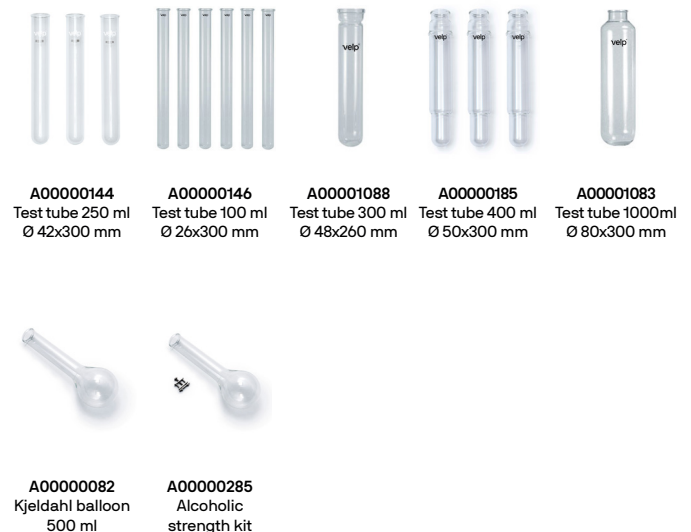 velp
velp
velp
velp
velp
velp
A00000144
Test tube 250 ml
Ø 42x300 mm
A00000146
Test tube 100 ml
Ø 26x300 mm
A00001088
Test tube 300 ml
Ø 48x260 mm
A00000185
Test tube 400 ml
Ø 50x300 mm
A00001083
Test tube 1000ml
Ø 80x300 mm
A00000082
Kjeldahl balloon
500 ml
A00000285
Alcoholic
strength kit